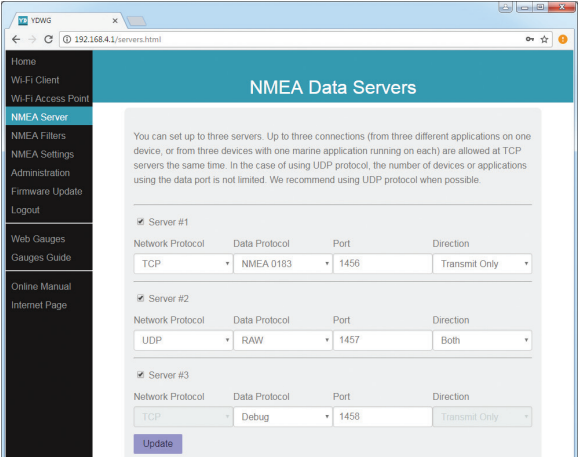 YD YDWG
192.168.4.1/servers.html
Home
Wi-Fi Client
Wi-Fi Access Point
NMEA Server
NMEA Filters
NMEA Settings
Administration
Firmware Update
Logout
Web Gauges
Gauges Guide
Online Manual
Internet Page
NMEA Data Servers
You can set up to three servers. Up to three connections (from three different applications on one
device, or from three devices with one marine application running on each) are allowed at TCP
servers the same time. In the case of using UDP protocol, the number of devices or applications
using the data port is not limited. We recommend using UDP protocol when possible.
Server #1
Network Protocol Data Protocol Port Direction
TCP NMEA 0183 1456 Transmit Only
Server #2
Network Protocol Data Protocol Port Direction
UDP RAW 1457 Both
Server #3
Network Protocol Data Protocol Port Direction
TCP Debug 1458 Transmit Only
Update